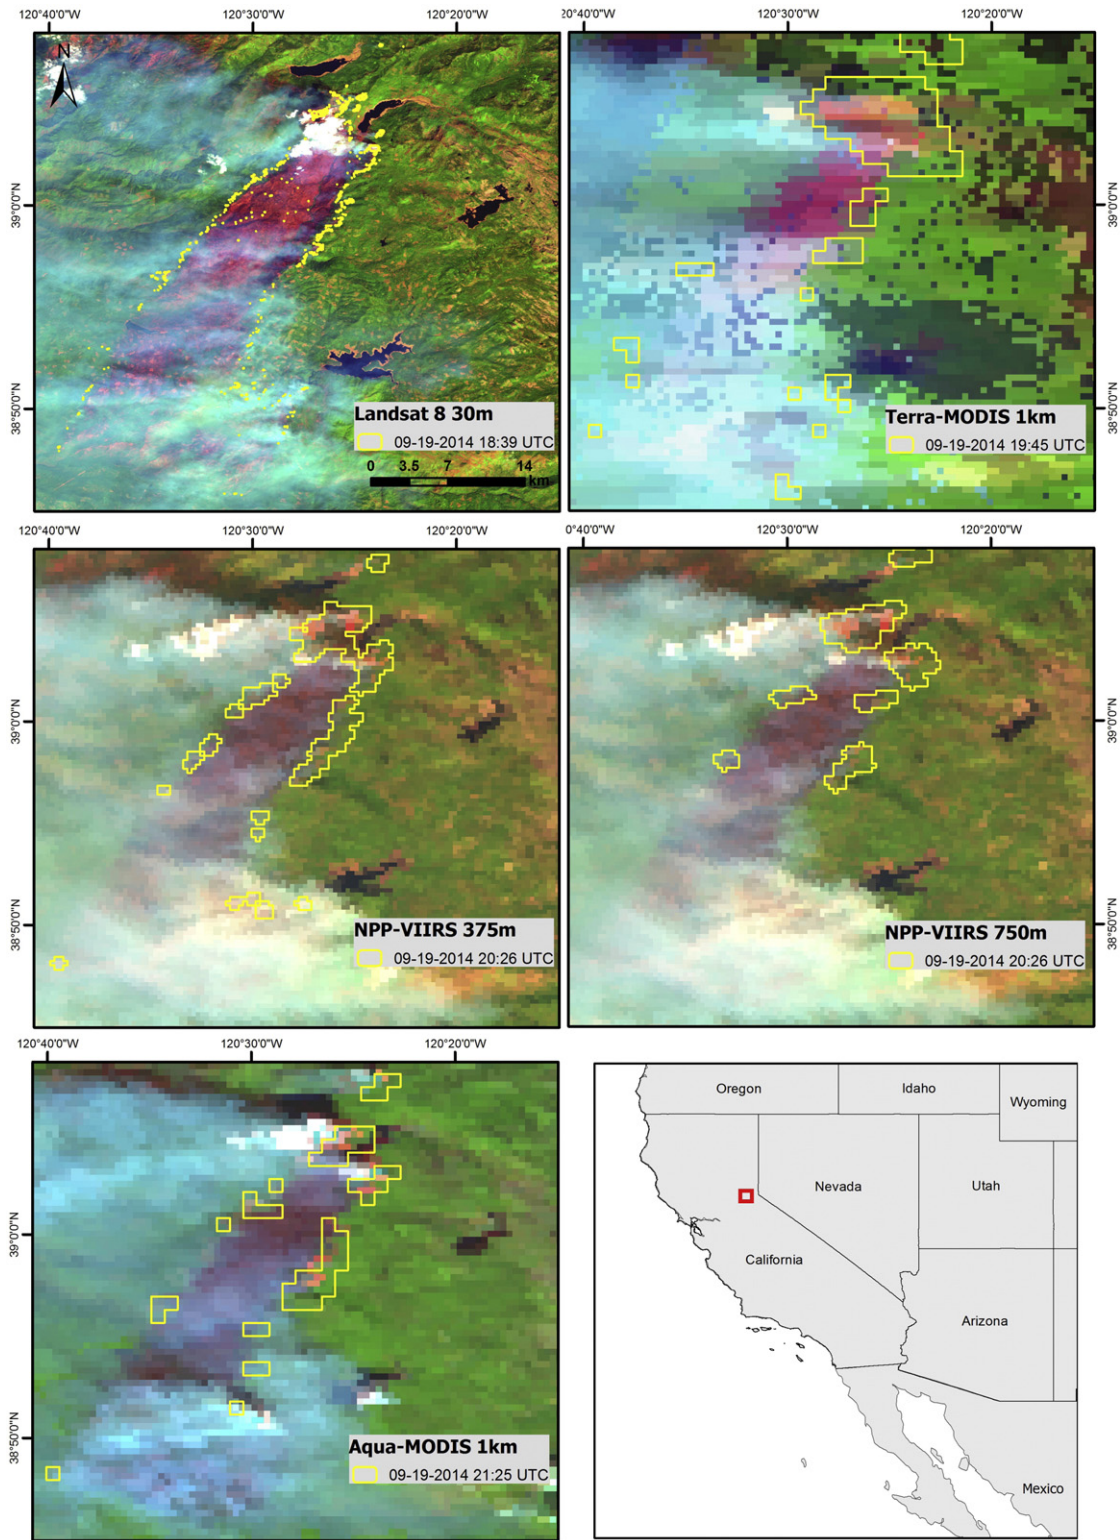 120°40'0"W 120°30'0"W 120°20'0"W
20°40'0"W 120°30'0"W 120°20'0"W
N
39°0'0"N
38°50'0"N
Landsat 8 30m
09-19-2014 18:39 UTC
0 3.5 7 14
km
39°0'0"N
38°50'0"N
Terra-MODIS 1km
09-19-2014 19:45 UTC
120°40'0"W 120°30'0"W 120°20'0"W
0°40'0"W 120°30'0"W 120°20'0"W
39°0'0"N
38°50'0"N
NPP-VIIRS 375m
09-19-2014 20:26 UTC
39°0'0"N
38°50'0"N
NPP-VIIRS 750m
09-19-2014 20:26 UTC
120°40'0"W 120°30'0"W 120°20'0"W
39°0'0"N
38°50'0"N
Aqua-MODIS 1km
09-19-2014 21:25 UTC
Oregon
Idaho
Wyoming
Nevada
Utah
California
Arizona
Mexico